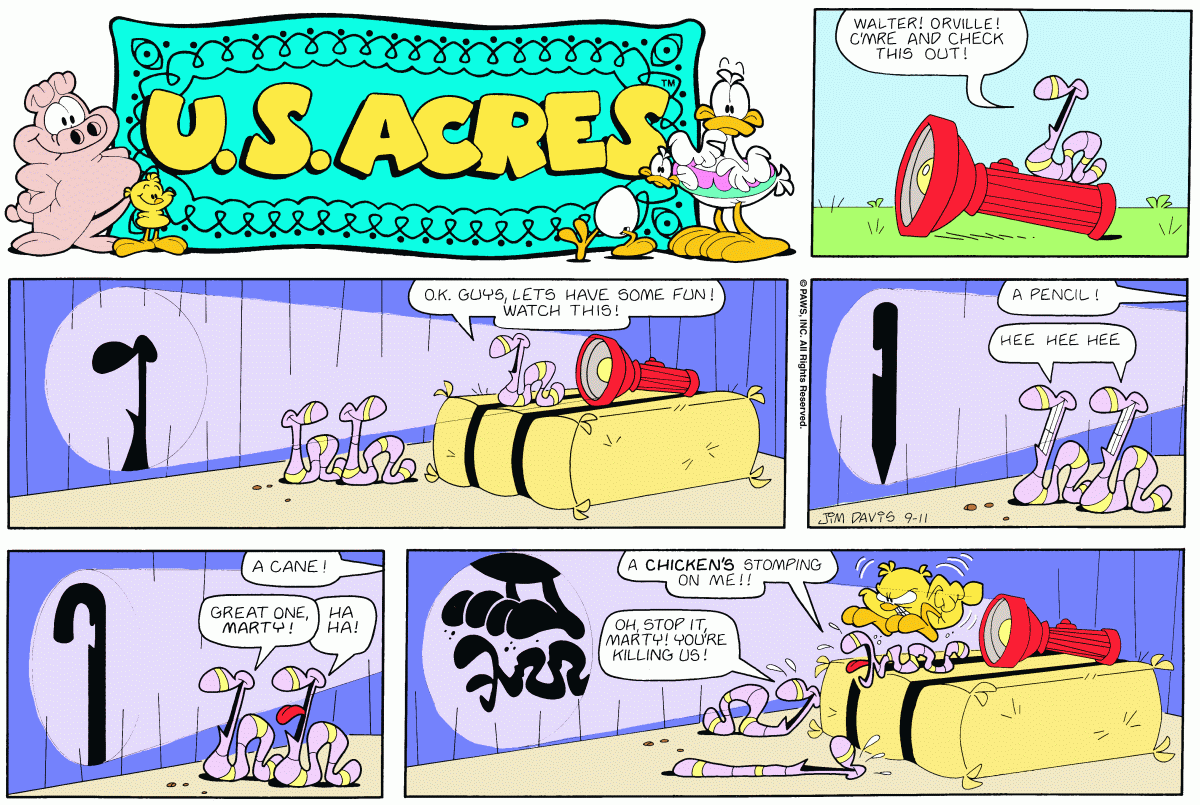 U.S. ACRES
TM
WALTER! ORVILLE!
C'MRE AND CHECK
THIS OUT!
O.K. GUYS, LETS HAVE SOME FUN!
WATCH THIS!
© PAWS, INC. All Rights Reserved.
A PENCIL!
HEE HEE HEE
JIM DAVIS 9-11
A CANE!
GREAT ONE,
MARTY!
HA
HA!
A CHICKEN'S STOMPING
ON ME!!
OH, STOP IT,
MARTY! YOU'RE
KILLING US!